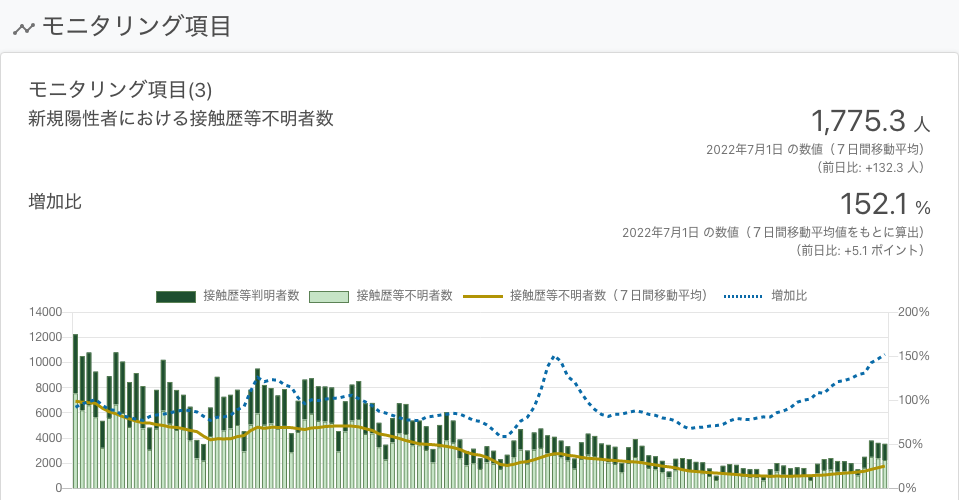 モニタリング項目
モニタリング項目(3)
新規陽性者における接触歴等不明者数
1,775.3 人
2022年7月1日 の数値（７日間移動平均）
（前日比: +132.3 人）
増加比
152.1 %
2022年7月1日 の数値（７日間移動平均値をもとに算出）
（前日比: +5.1 ポイント）
接触歴等判明者数 接触歴等不明者数 接触歴等不明者数（７日間移動平均） 増加比
14000 200%
12000
10000 150%
8000
6000 100%
4000 50%
2000
0 0%